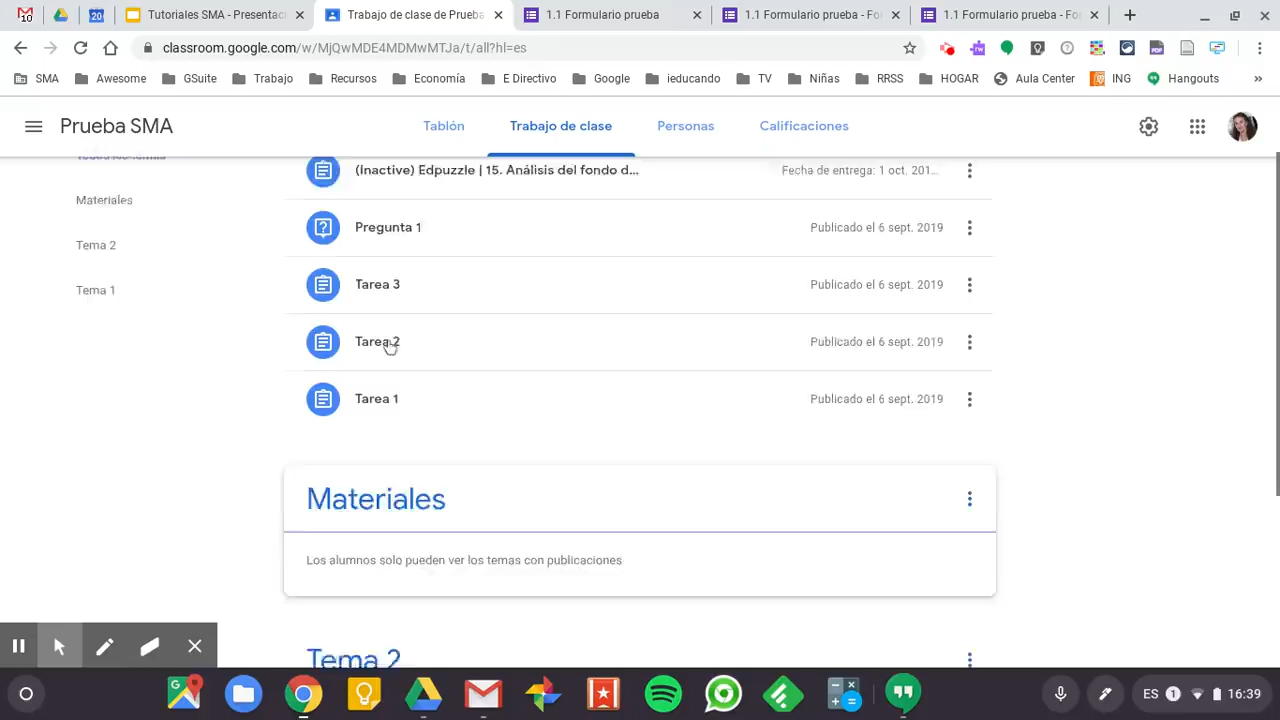 10
20
Tutoriales SMA - Presentac
Trabajo de clase de Prueba
1.1 Formulario prueba
1.1 Formulario prueba - Fo
1.1 Formulario prueba - Fo
classroom.google.com/w/MjQwMDE4MDMwMTJa/t/all?hl=es
SMA
Awesome
GSuite
Trabajo
Recursos
Economía
E Directivo
Google
ieducando
TV
Niñas
RRSS
HOGAR
Aula Center
ING
Hangouts
Prueba SMA
Tablón
Trabajo de clase
Personas
Calificaciones
(Inactive) Edpuzzle | 15. Análisis del fondo d...
Fecha de entrega: 1 oct. 201...
Materiales
Pregunta 1
Publicado el 6 sept. 2019
Tema 2
Tarea 3
Publicado el 6 sept. 2019
Tema 1
Tarea 2
Publicado el 6 sept. 2019
Tarea 1
Publicado el 6 sept. 2019
Materiales
Los alumnos solo pueden ver los temas con publicaciones
Tema 2
ES 1 16:39